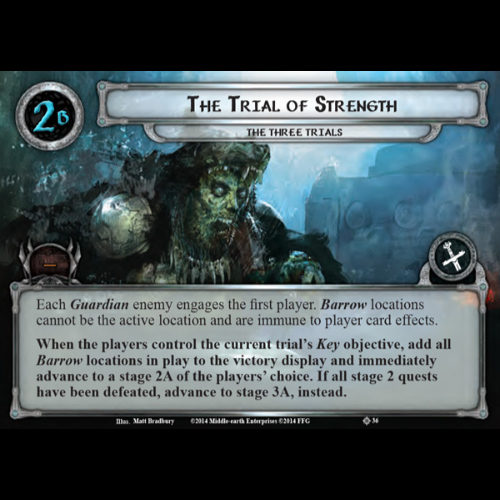 2B
THE TRIAL OF STRENGTH
THE THREE TRIALS
–
Each Guardian enemy engages the first player. Barrow locations
cannot be the active location and are immune to player card effects.
When the players control the current trial's Key objective, add all
Barrow locations in play to the victory display and immediately
advance to a stage 2A of the players' choice. If all stage 2 quests
have been defeated, advance to stage 3A, instead.
Illus. Matt Bradbury ©2014 Middle-earth Enterprises ©2014 FFG 36